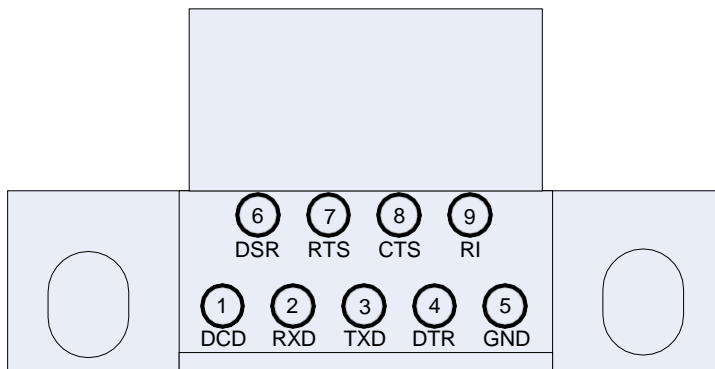 6 7 8 9
DSR RTS CTS RI
1 2 3 4 5
DCD RXD TXD DTR GND